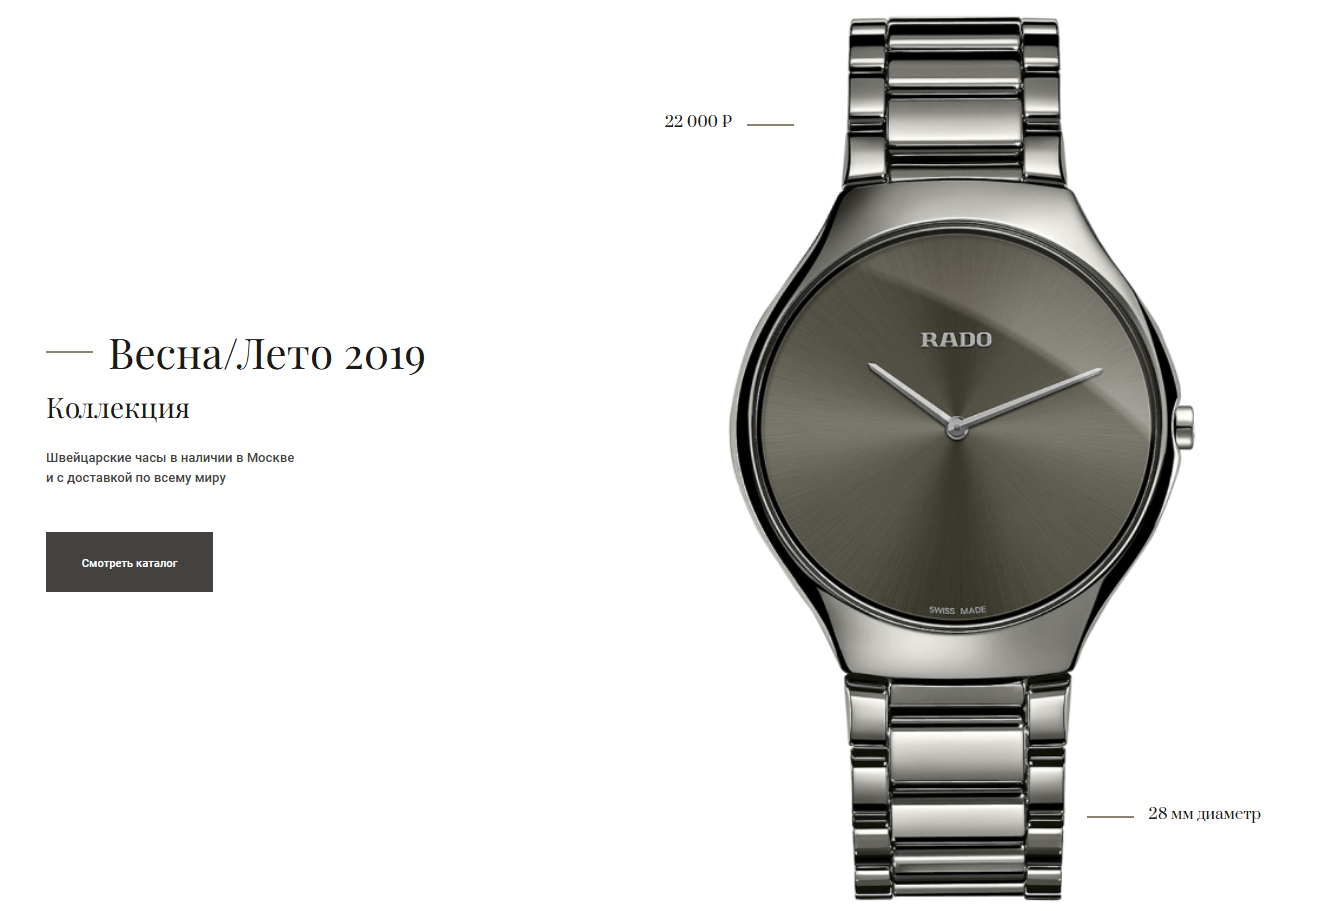 22 000 ₽
RADO
Весна/Лето 2019
Коллекция
Швейцарские часы в наличии в Москве
и с доставкой по всему миру
Смотреть каталог
SWISS MADE
28 мм диаметр